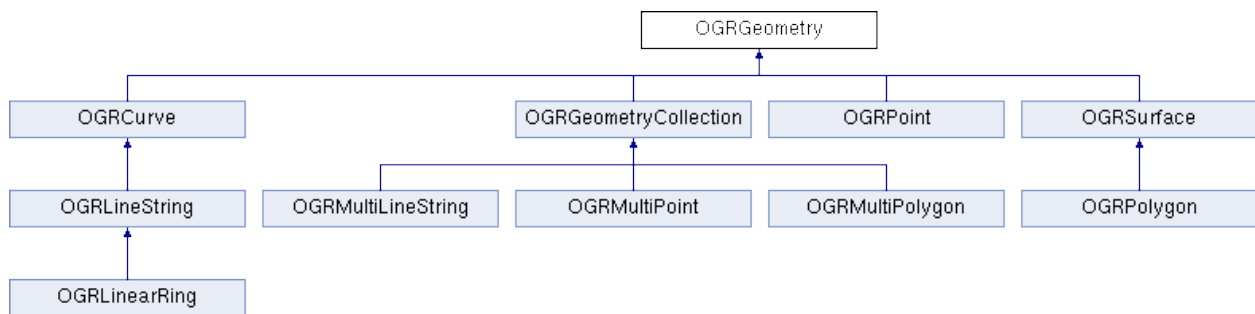 OGRGeometry
OGRCurve
OGRGeometryCollection
OGRPoint
OGRSurface
OGRLineString
OGRMultiLineString
OGRMultiPoint
OGRMultiPolygon
OGRPolygon
OGRLinearRing